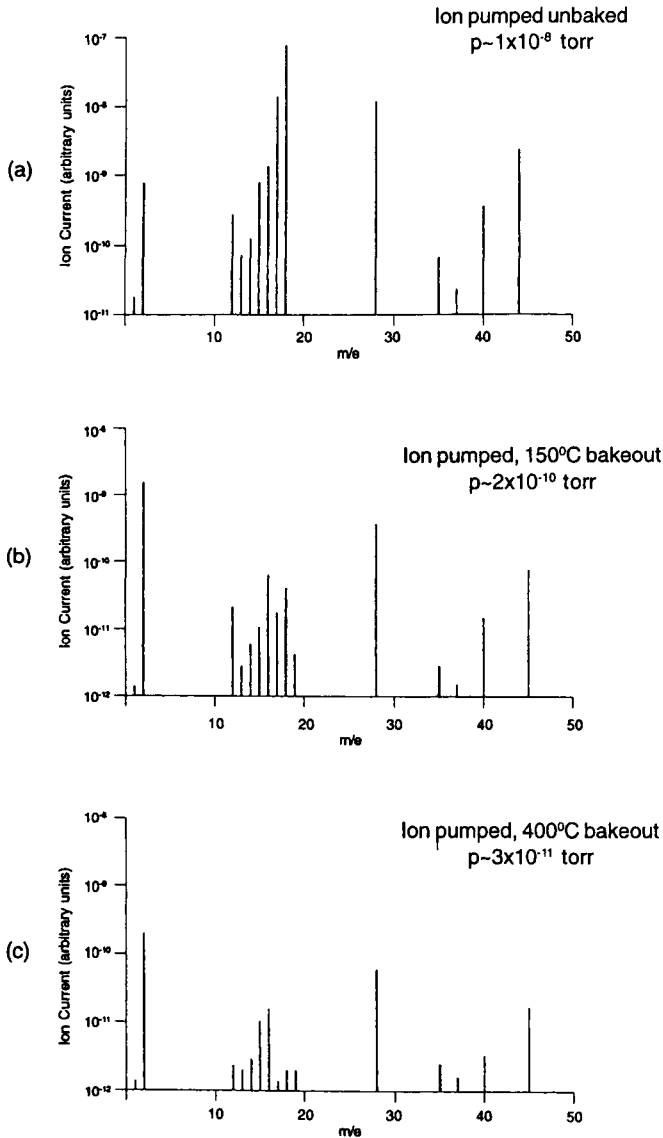 Ion pumped unbaked
p~1x10⁻⁸ torr
(a)
Ion Current (arbitrary units)
10⁻⁷
10⁻⁸
10⁻⁹
10⁻¹⁰
10⁻¹¹
10 20 30 40 50
m/e
Ion pumped, 150⁰C bakeout
p~2x10⁻¹⁰ torr
(b)
Ion Current (arbitrary units)
10⁻⁸
10⁻⁹
10⁻¹⁰
10⁻¹¹
10⁻¹²
10 20 30 40 50
m/e
Ion pumped, 400⁰C bakeout
p~3x10⁻¹¹ torr
(c)
Ion Current (arbitrary units)
10⁻⁸
10⁻⁹
10⁻¹⁰
10⁻¹¹
10⁻¹²
10 20 30 40 50
m/e